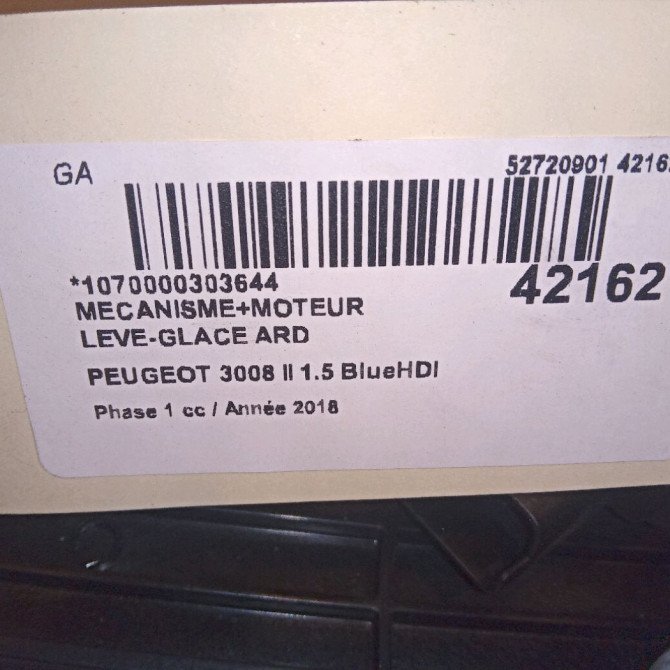 GA
52720901 4216
*1070000303644
42162
MECANISME+MOTEUR
LEVE-GLACE ARD
PEUGEOT 3008 II 1.5 BlueHDI
Phase 1 cc / Année 2018